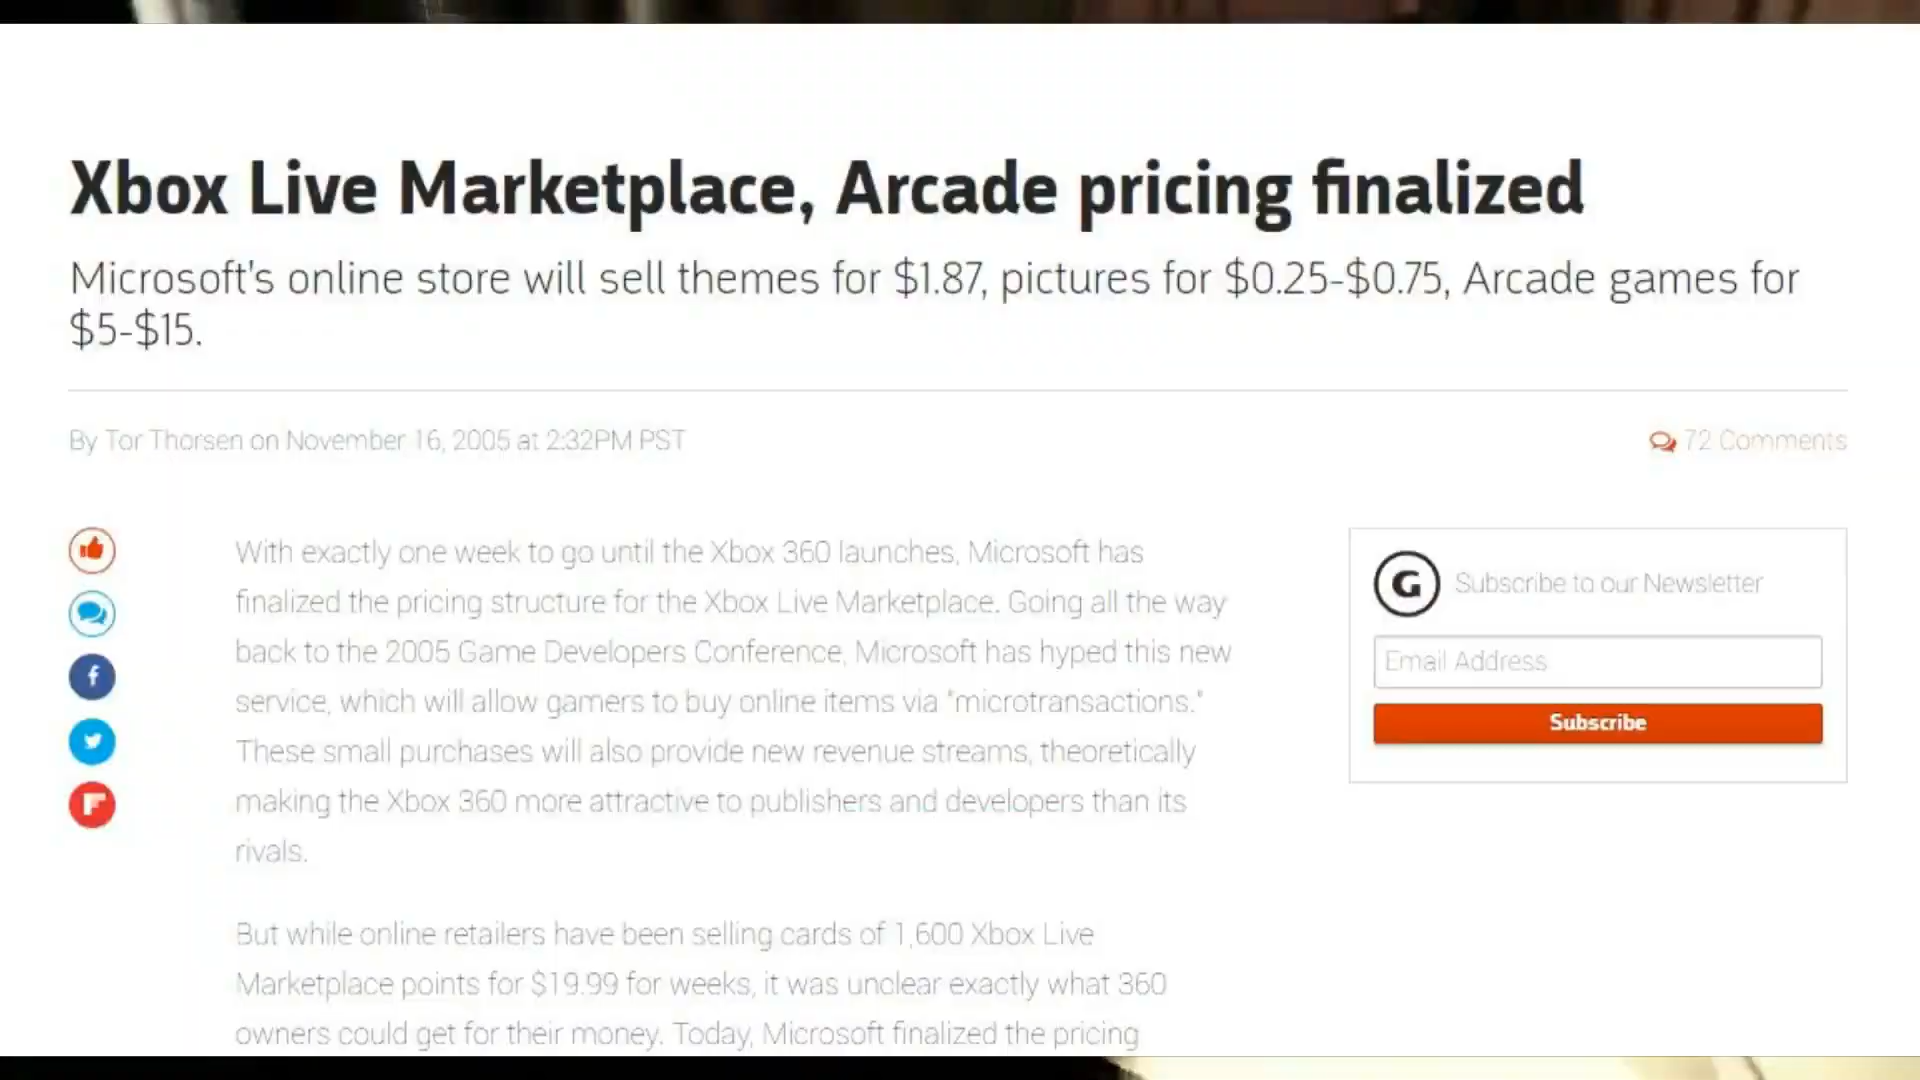 Xbox Live Marketplace, Arcade pricing finalized
Microsoft's online store will sell themes for $1.87, pictures for $0.25-$0.75, Arcade games for
$5-$15.
By Tor Thorsen on November 16, 2005 at 2:32PM PST
72 Comments
With exactly one week to go until the Xbox 360 launches, Microsoft has
finalized the pricing structure for the Xbox Live Marketplace. Going all the way
back to the 2005 Game Developers Conference, Microsoft has hyped this new
service, which will allow gamers to buy online items via "microtransactions."
These small purchases will also provide new revenue streams, theoretically
making the Xbox 360 more attractive to publishers and developers than its
rivals.
But while online retailers have been selling cards of 1,600 Xbox Live
Marketplace points for $19.99 for weeks, it was unclear exactly what 360
owners could get for their money. Today, Microsoft finalized the pricing
G Subscribe to our Newsletter
Email Address
Subscribe